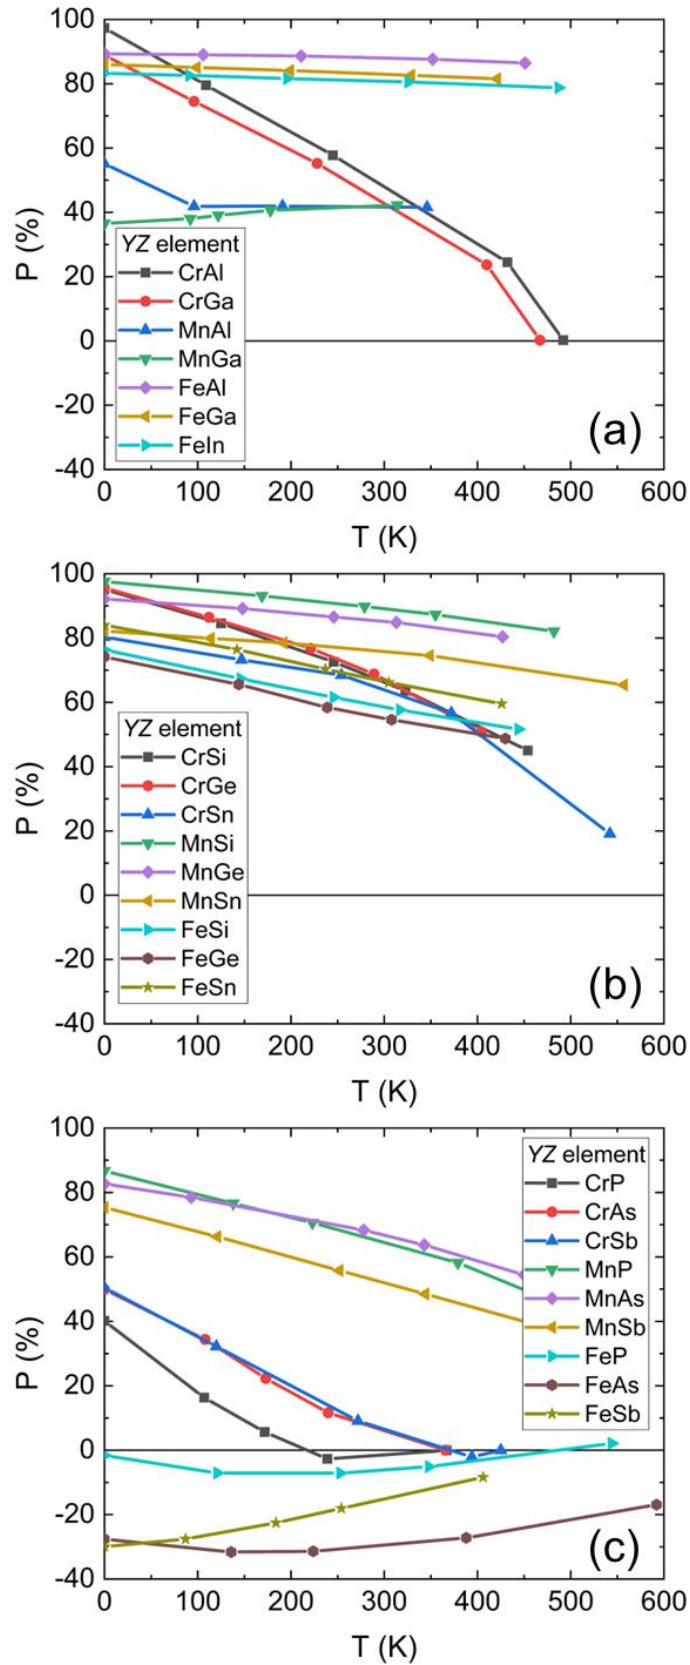 100
80
60
40
20
0
-20
-40
P (%)
YZ element
CrAl
CrGa
MnAl
MnGa
FeAl
FeGa
FeIn
(a)
0 100 200 300 400 500 600
T (K)
100
80
60
40
20
0
-20
-40
P (%)
YZ element
CrSi
CrGe
CrSn
MnSi
MnGe
MnSn
FeSi
FeGe
FeSn
(b)
0 100 200 300 400 500 600
T (K)
100
80
60
40
20
0
-20
-40
P (%)
YZ element
CrP
CrAs
CrSb
MnP
MnAs
MnSb
FeP
FeAs
FeSb
(c)
0 100 200 300 400 500 600
T (K)